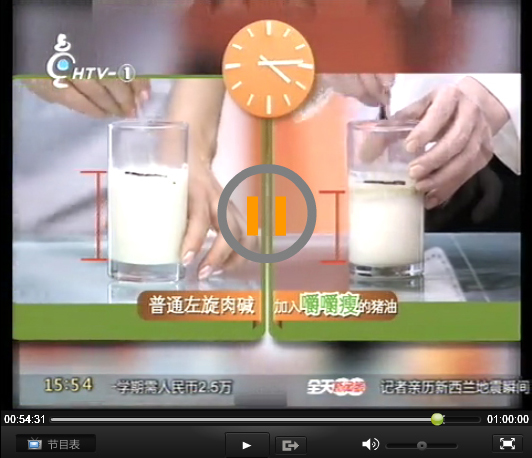 HTV-①
普通左旋肉碱
加入嚼嚼瘦的猪油
15:54
学期需人民币2.5万
全天
记者亲历新西兰地震瞬间
00:54:31
01:00:00
节目表